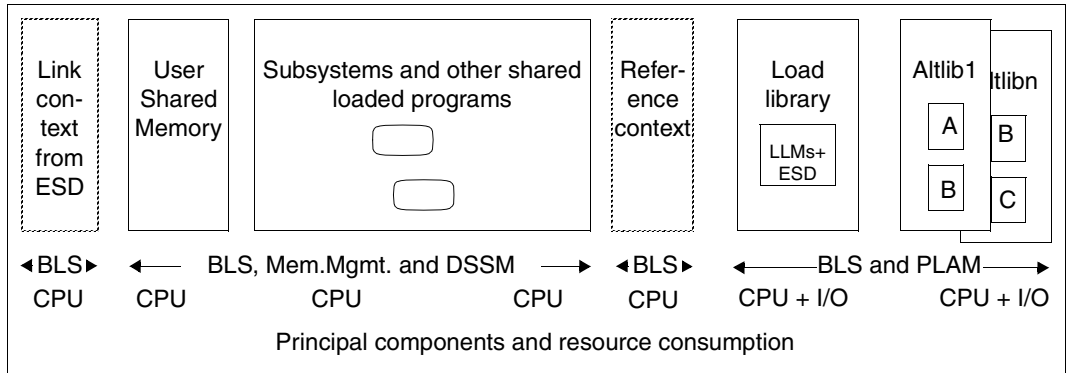 Link
con-
text
from
ESD
User
Shared
Memory
Subsystems and other shared
loaded programs
Refer-
ence
context
Load
library
LLMs+
ESD
Altlib1
A
B
ltlibn
B
C
BLS
BLS, Mem.Mgmt. and DSSM
BLS
BLS and PLAM
CPU CPU CPU CPU CPU CPU + I/O CPU + I/O
Principal components and resource consumption